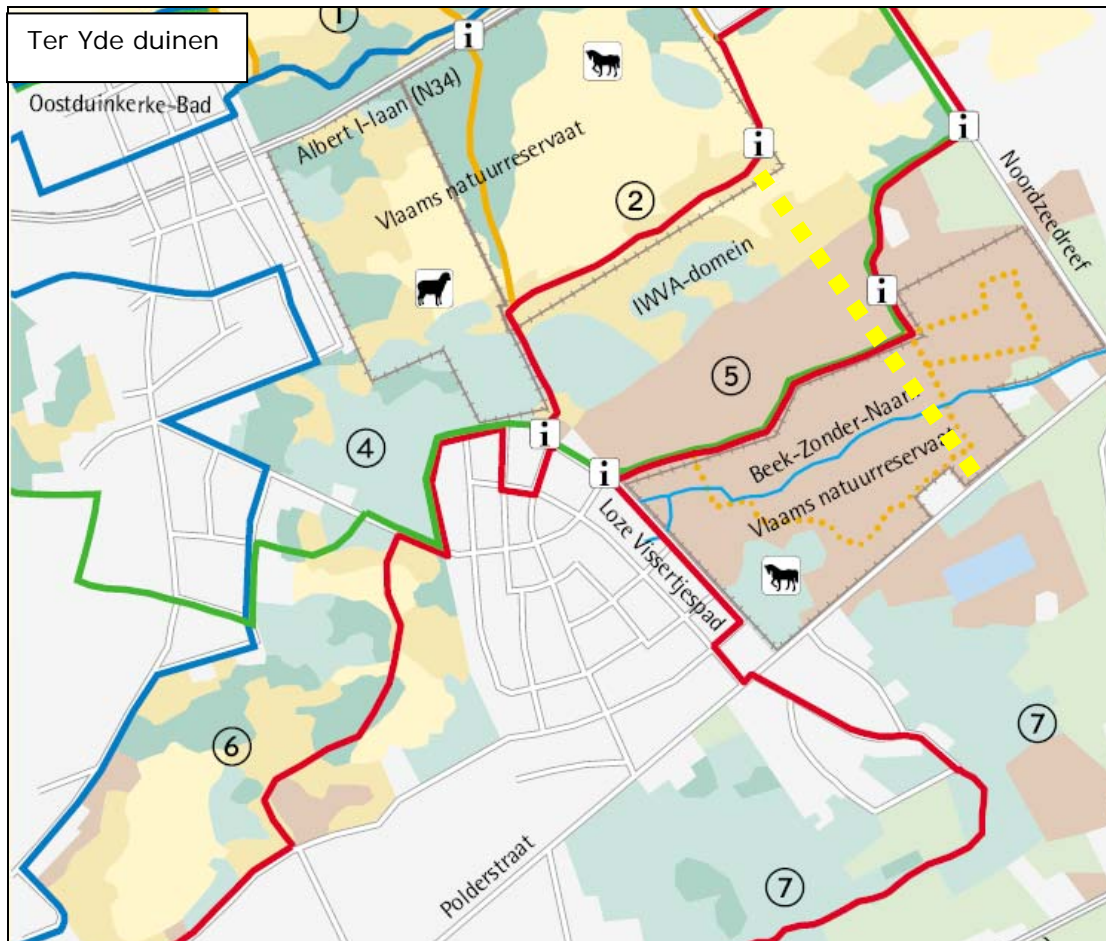 Ter Yde duinen
1
i
Oostduinkerke-Bad
Albert I-laan (N34)
Vlaams natuurreservaat
i
i
2
Noordzeedreef
IWVA-domein
i
5
i
4
i
Beek-Zonder-Naam
Vlaams natuurreservaat
Loze Vissertjespad
6
7
Polderstraat
7